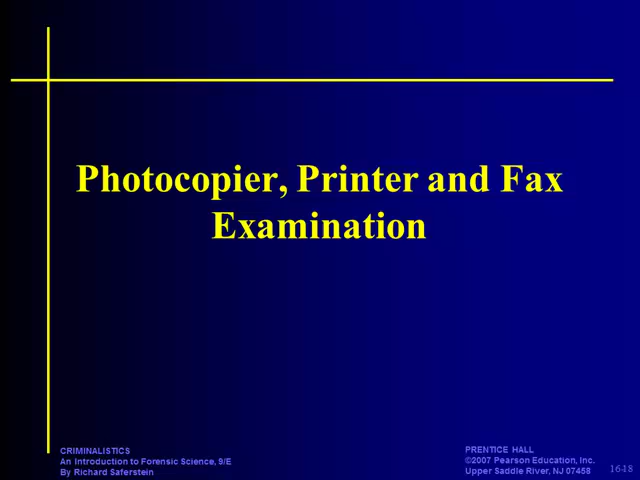 Photocopier, Printer and Fax
Examination
CRIMINALISTICS
An Introduction to Forensic Science, 9/E
By Richard Saferstein
PRENTICE HALL
©2007 Pearson Education, Inc.
Upper Saddle River, NJ 07458
16-18